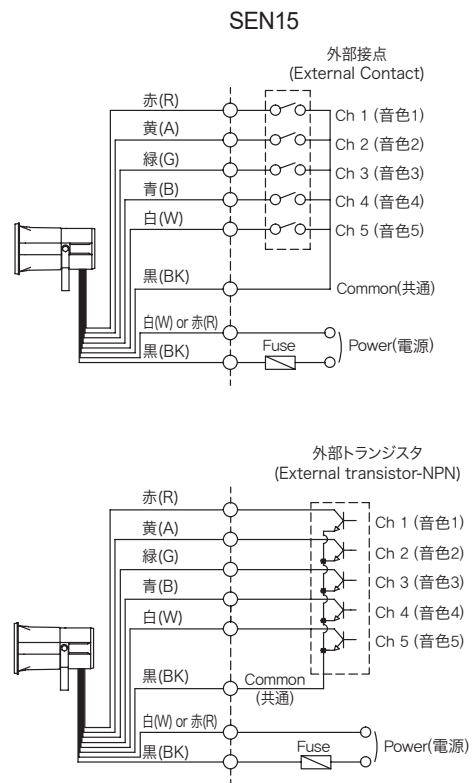 SEN15
外部接点
(External Contact)
赤(R)
Ch 1 (音色1)
黄(A)
Ch 2 (音色2)
緑(G)
Ch 3 (音色3)
青(B)
Ch 4 (音色4)
白(W)
Ch 5 (音色5)
黒(BK)
Common(共通)
白(W) or 赤(R)
Fuse
Power(電源)
黒(BK)
外部トランジスタ
(External transistor-NPN)
赤(R)
Ch 1 (音色1)
黄(A)
Ch 2 (音色2)
緑(G)
Ch 3 (音色3)
青(B)
Ch 4 (音色4)
白(W)
Ch 5 (音色5)
黒(BK)
Common
(共通)
白(W) or 赤(R)
Fuse
Power(電源)
黒(BK)